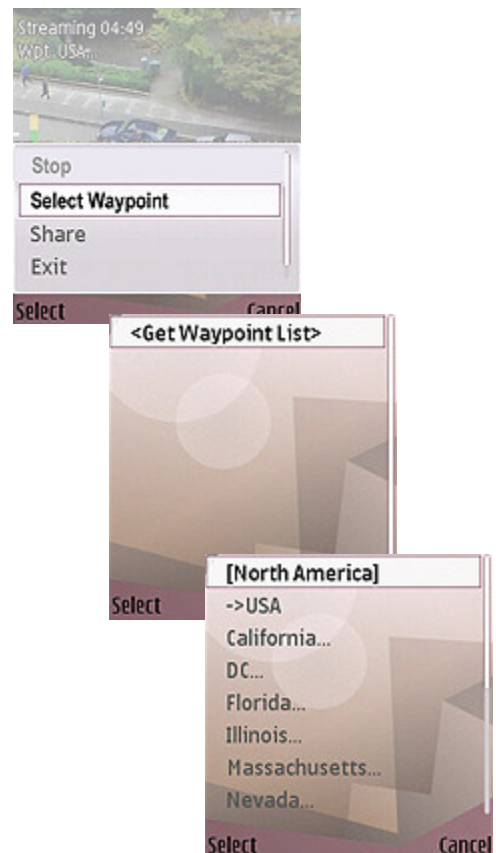 Streaming 04:49
Wpt. USA...
Stop
Select Waypoint
Share
Exit
Select Cancel
<Get Waypoint List>
Select
[North America]
->USA
California...
DC...
Florida...
Illinois...
Massachusetts...
Nevada...
Select Cancel